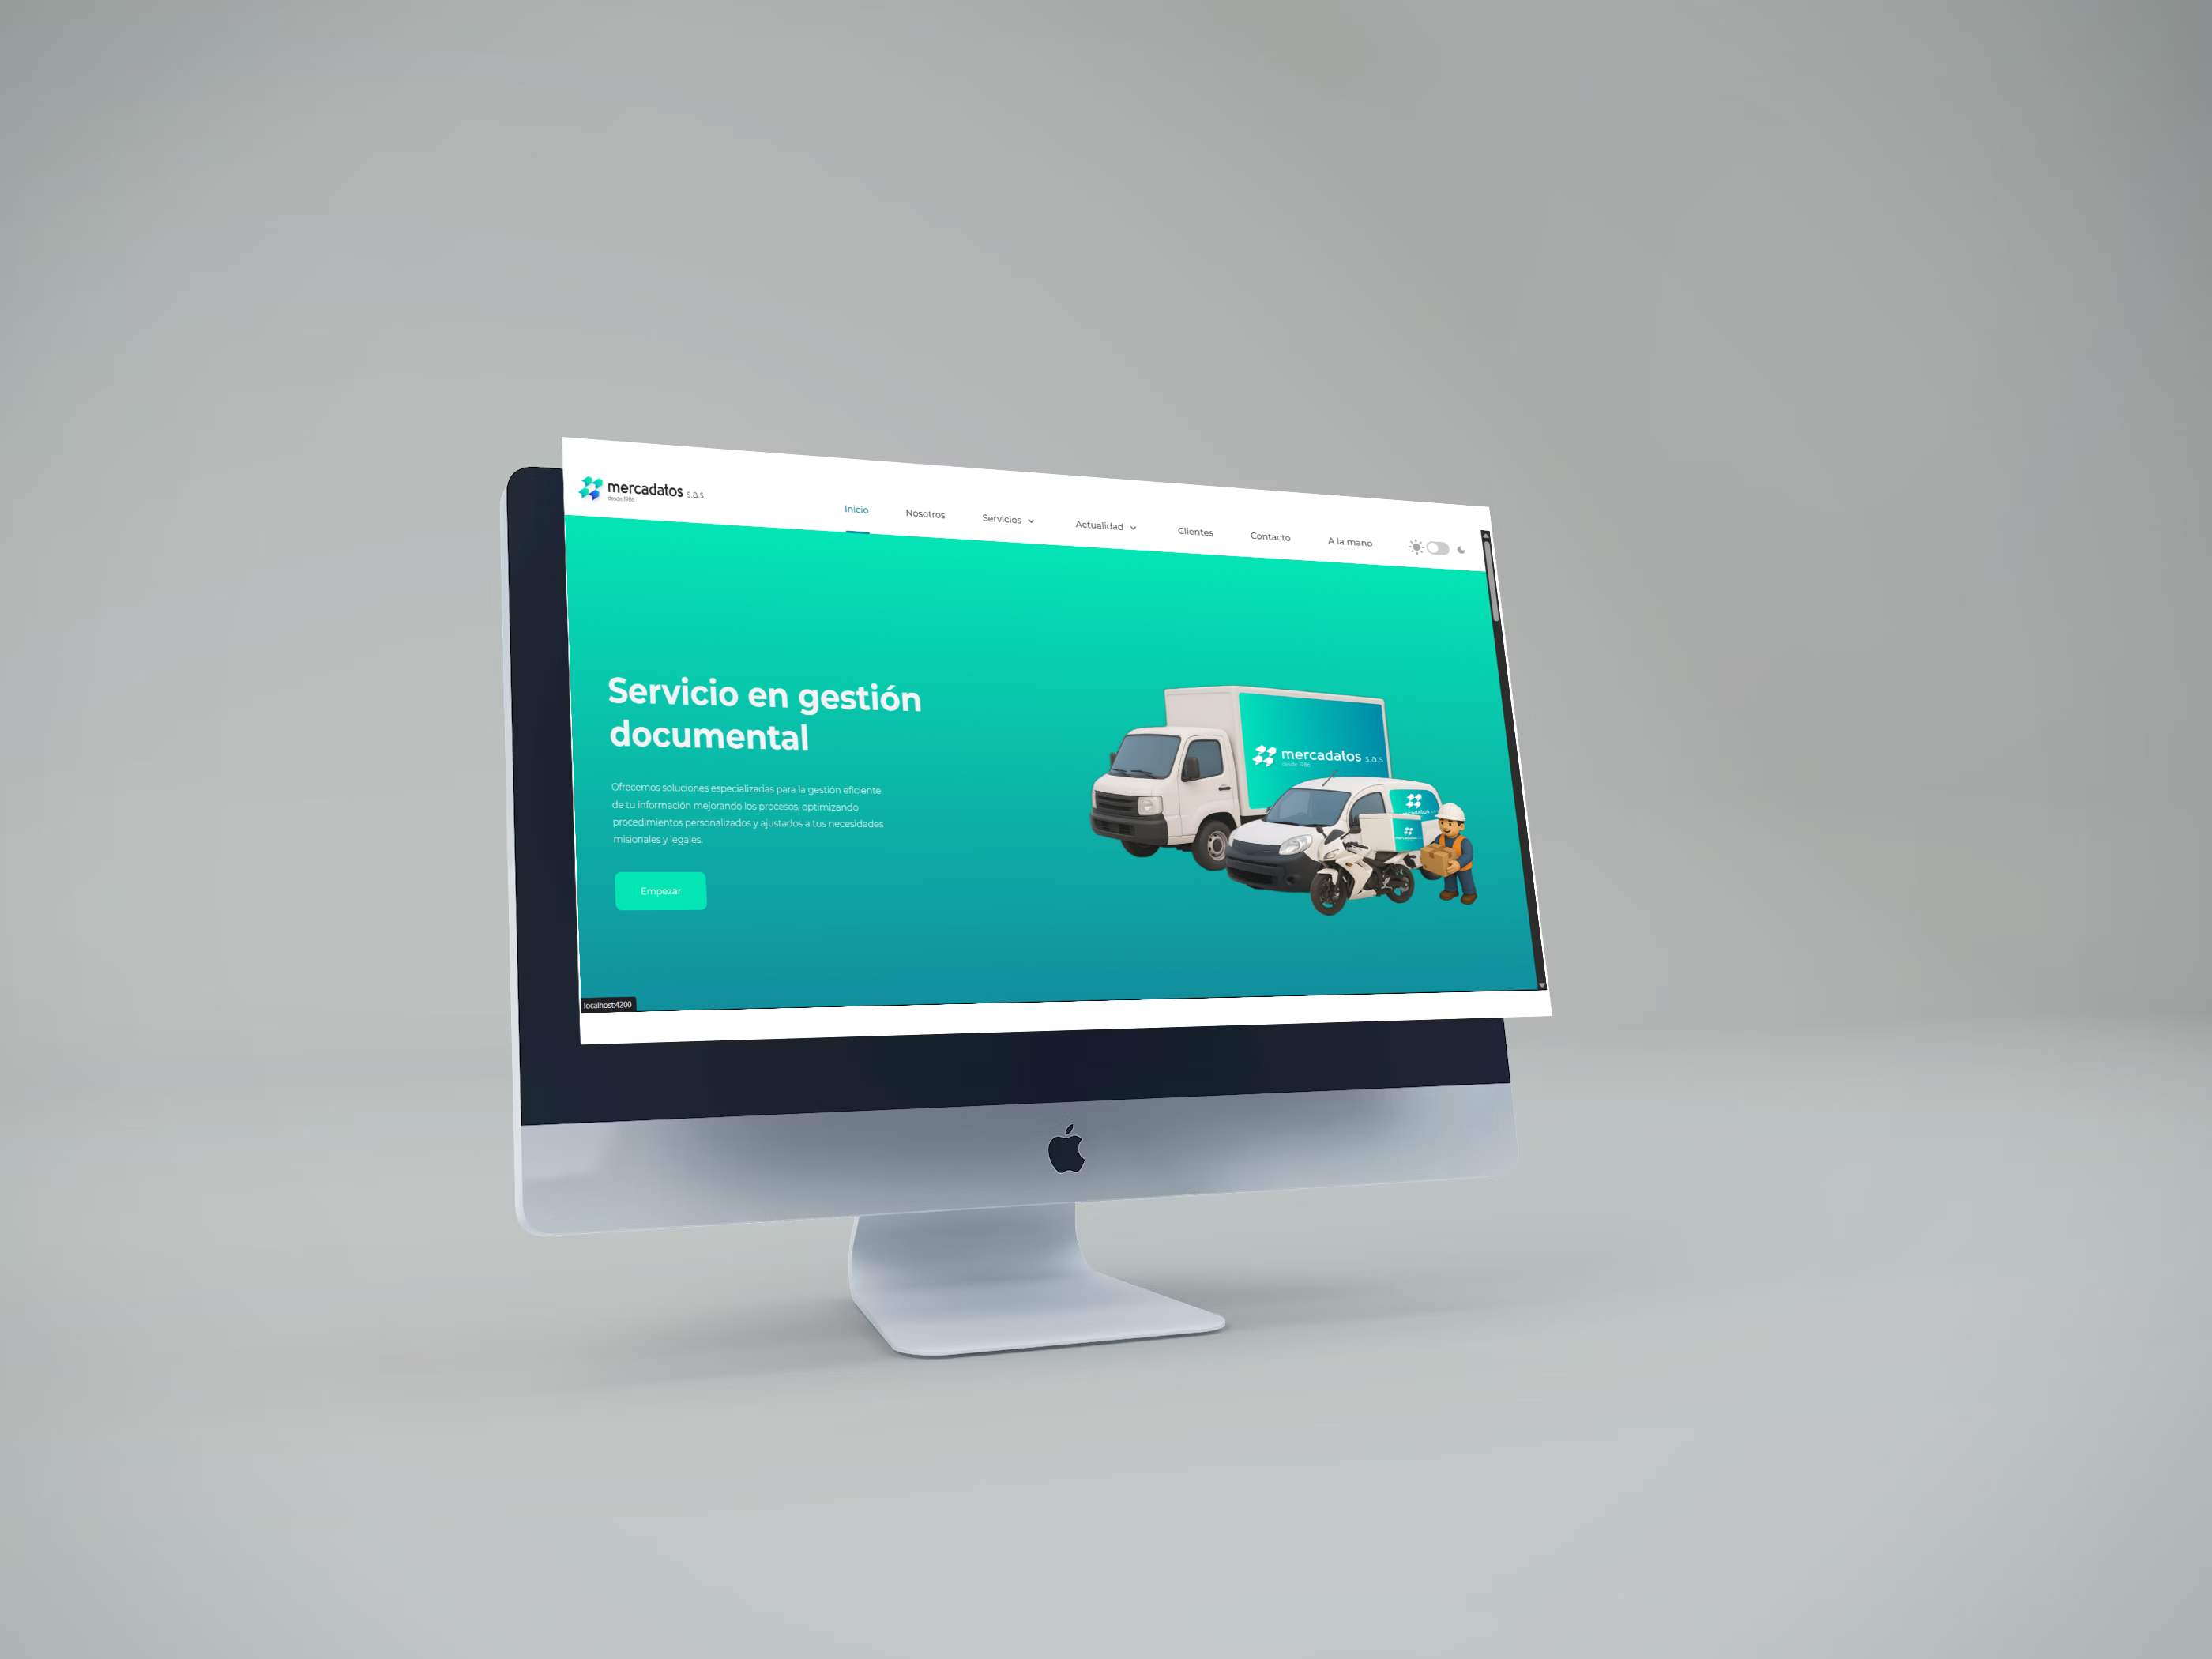 mercadatos s.a.s
desde 1986
Inicio
Nosotros
Servicios
Actualidad
Clientes
Contacto
A la mano
Servicio en gestión
documental
Ofrecemos soluciones especializadas para la gestión eficiente
de tu información mejorando los procesos, optimizando
procedimientos personalizados y ajustados a tus necesidades
misionales y legales.
Empezar
mercadatos s.a.s
desde 1986
localhost:4200